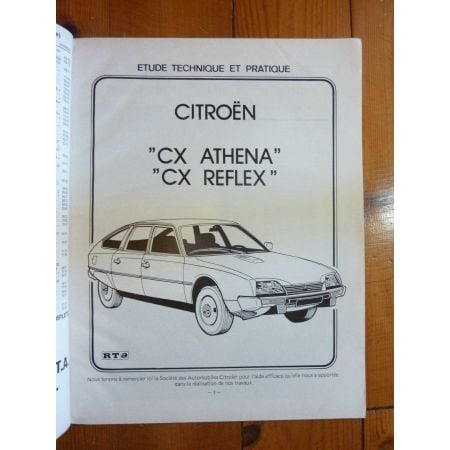 ETUDE TECHNIQUE ET PRATIQUE
CITROËN
"CX ATHENA"
"CX REFLEX"
RTa
Nous tenons à remercier ici la Société des Automobiles Citroën pour l'aide efficace qu'elle nous a apportée
dans la réalisation de nos travaux.
— 1 —
T.A.